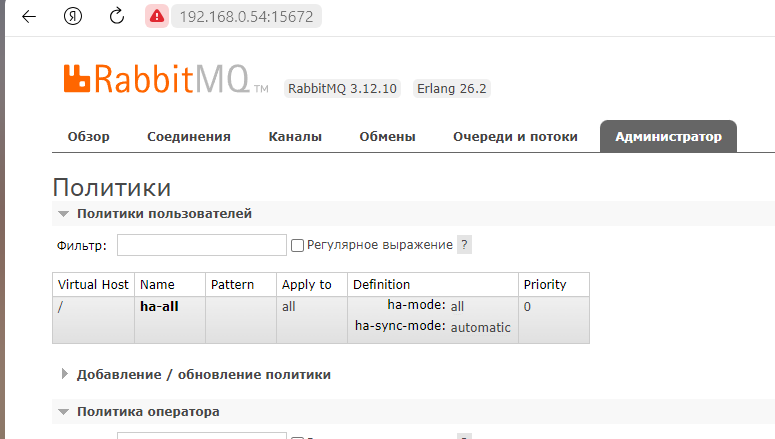 192.168.0.54:15672
RabbitMQ TM RabbitMQ 3.12.10 Erlang 26.2
Обзор Соединения Каналы Обмены Очереди и потоки Администратор
Политики
Политики пользователей
Фильтр: Регулярное выражение ?
Virtual Host Name Pattern Apply to Definition Priority
/ ha-all all ha-mode: all 0
ha-sync-mode: automatic
Добавление / обновление политики
Политика оператора